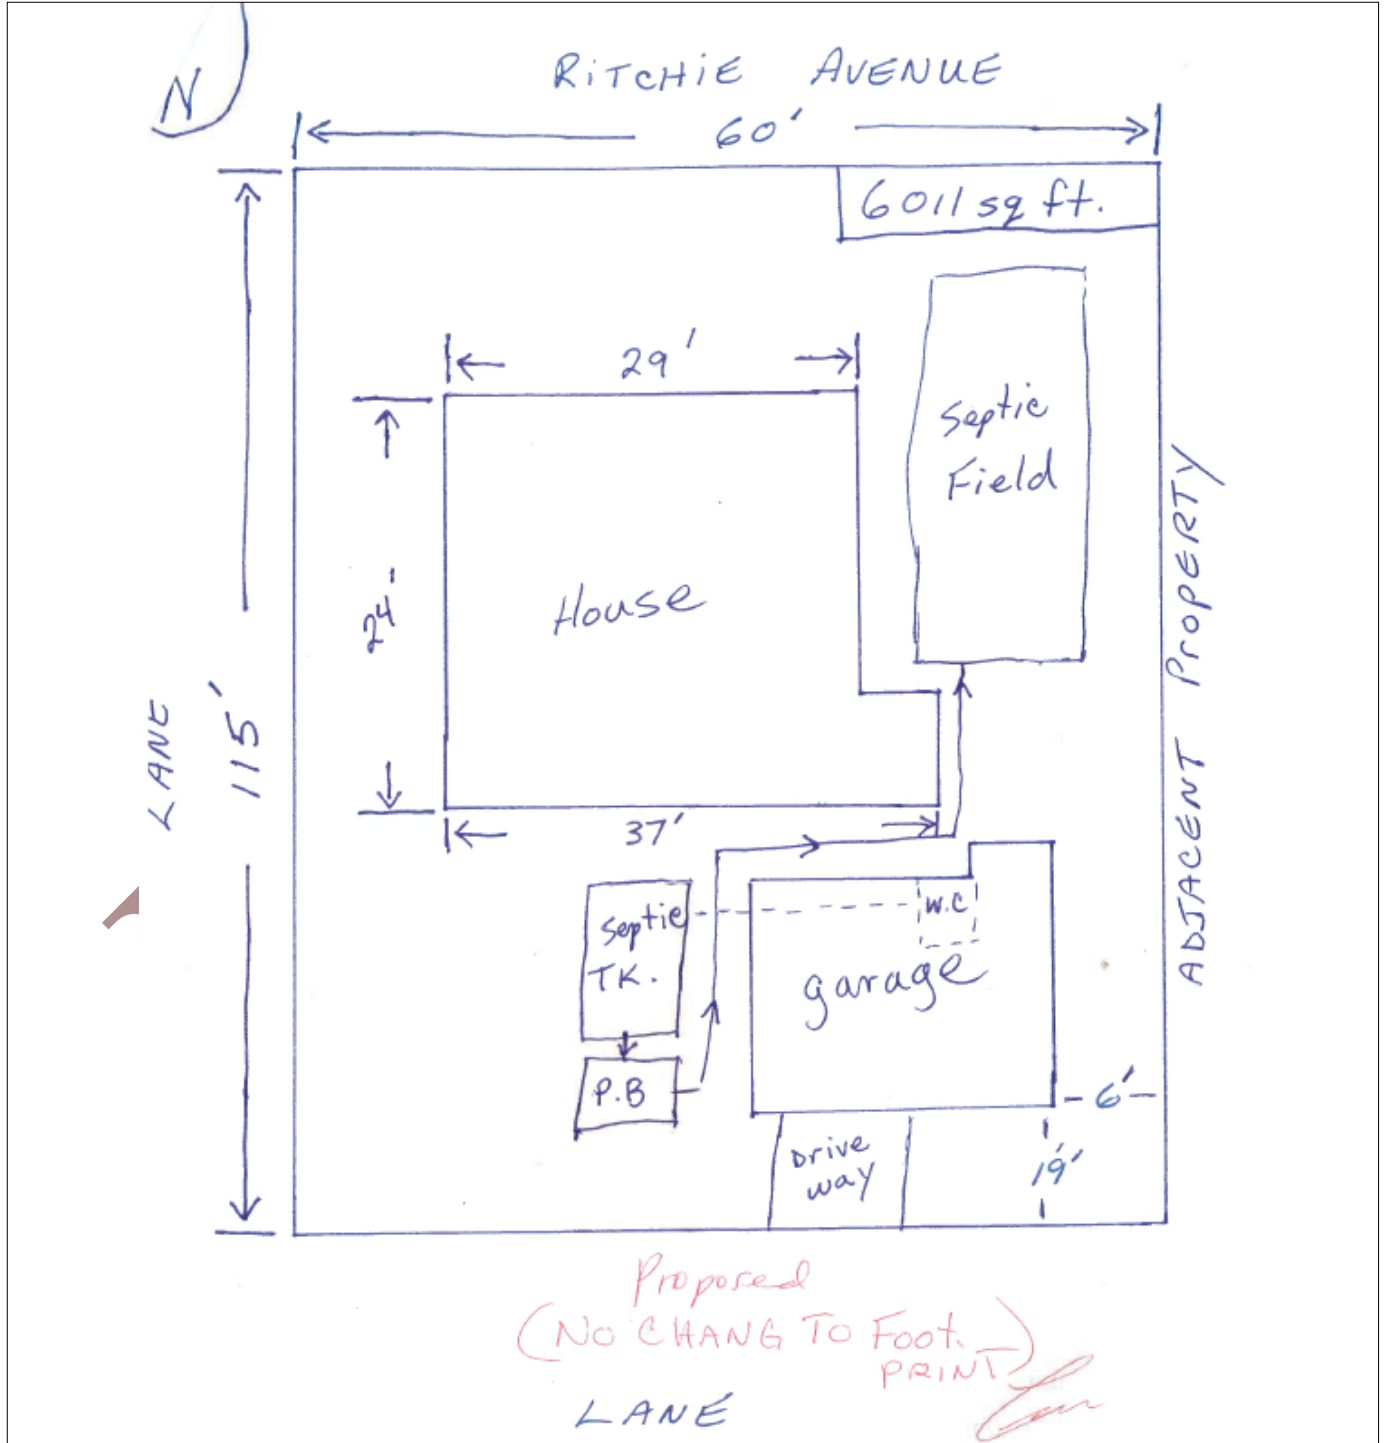 N
RITCHIE AVENUE
60'
6011 sq ft.
29'
Septic
Field
24'
House
LANE
115'
ADJACENT PROPERTY
37'
Septic
TK.
W.C
garage
P.B
6'
Drive
way
19'
Proposed
(NO CHANG TO Foot.
PRINT)
LANE